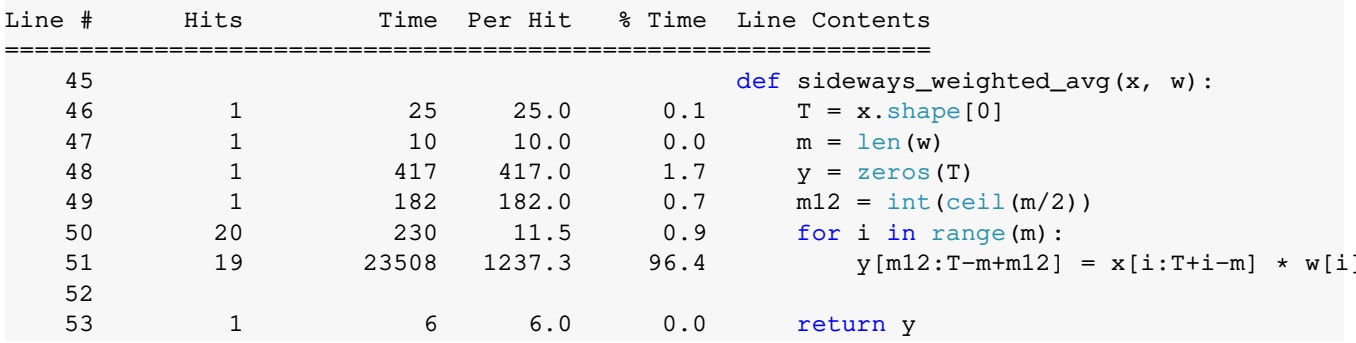 Line #      Hits         Time  Per Hit   % Time  Line Contents
==============================================================
    45                                           def sideways_weighted_avg(x, w):
    46         1           25     25.0      0.1      T = x.shape[0]
    47         1           10     10.0      0.0      m = len(w)
    48         1          417    417.0      1.7      y = zeros(T)
    49         1          182    182.0      0.7      m12 = int(ceil(m/2))
    50        20          230     11.5      0.9      for i in range(m):
    51        19        23508   1237.3     96.4          y[m12:T-m+m12] = x[i:T+i-m] * w[i]
    52
    53         1            6      6.0      0.0      return y